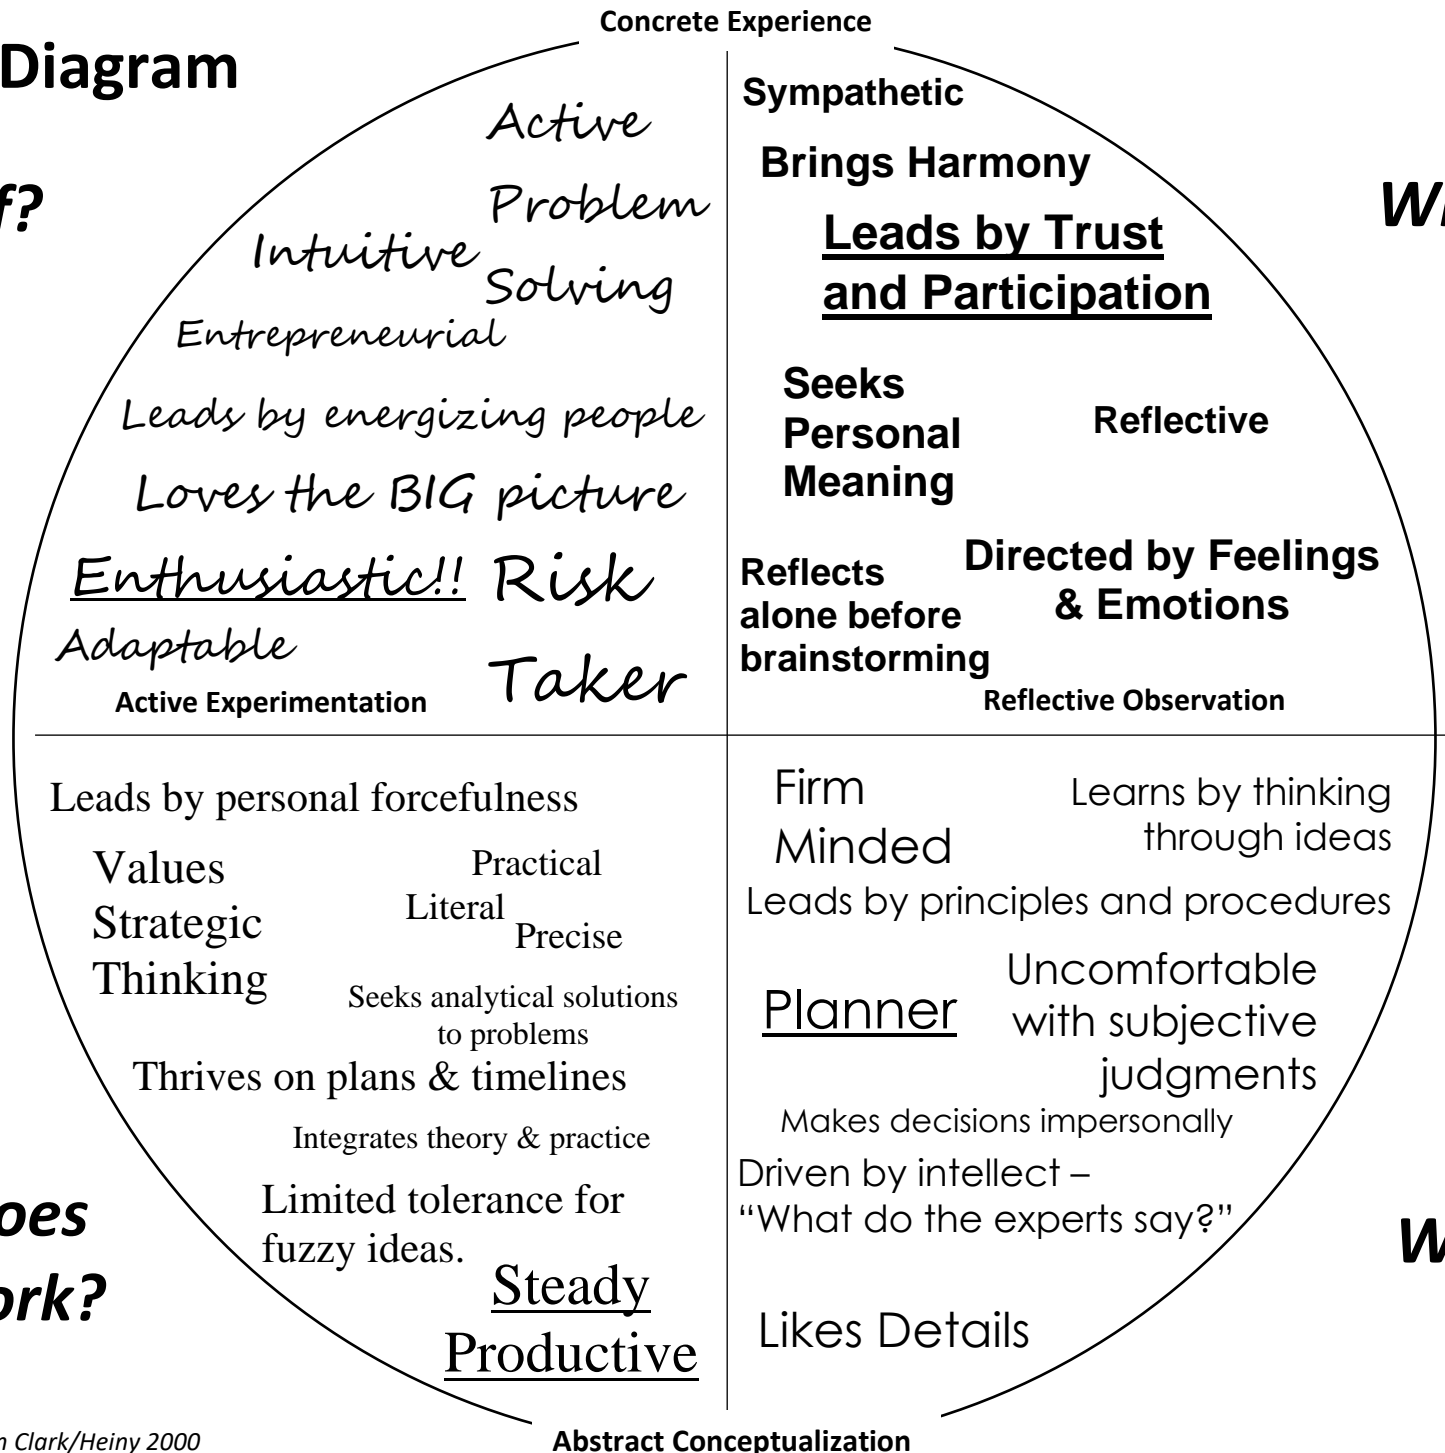 Concrete Experience
Diagram
f?
Active
Problem
Solving
Intuitive
Entrepreneurial
Leads by energizing people
Loves the BIG picture
Enthusiastic!!
Risk
Taker
Adaptable
Active Experimentation
Sympathetic
Brings Harmony
Leads by Trust
and Participation
Seeks
Personal
Meaning
Reflective
Reflects
alone before
brainstorming
Directed by Feelings
& Emotions
Reflective Observation
Leads by personal forcefulness
Values
Strategic
Thinking
Practical
Literal
Precise
Seeks analytical solutions
to problems
Thrives on plans & timelines
Integrates theory & practice
Limited tolerance for
fuzzy ideas.
Steady
Productive
oes
ork?
Firm
Minded
Learns by thinking
through ideas
Leads by principles and procedures
Planner
Uncomfortable
with subjective
judgments
Makes decisions impersonally
Driven by intellect –
“What do the experts say?”
Likes Details
W
Clark/Heiny 2000
Abstract Conceptualization